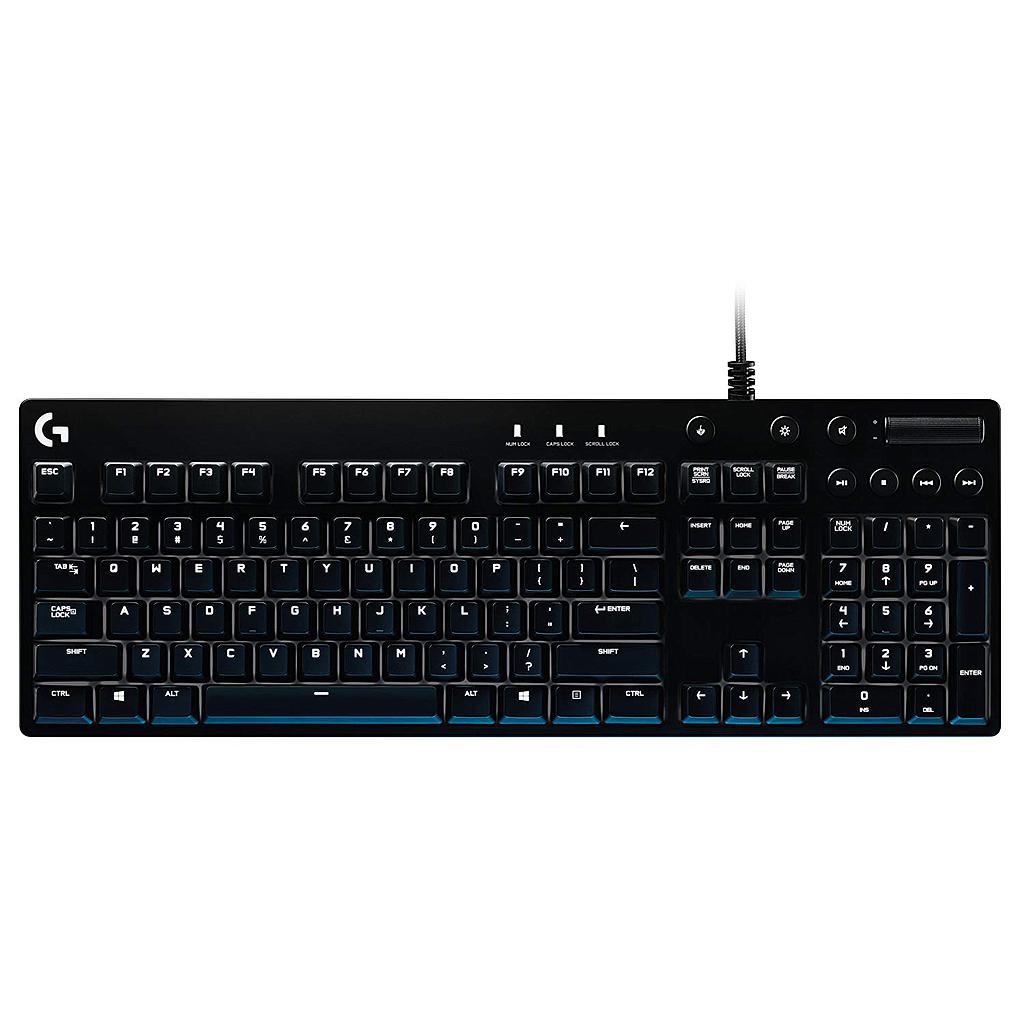 G
NUM LOCK CAPS LOCK SCROLL LOCK
ESC F1 F2 F3 F4 F5 F6 F7 F8 F9 F10 F11 F12 PRINT SCRN SYSRQ SCROLL LOCK PAUSE BREAK
` 1 2 3 4 5 6 7 8 9 0 - = ← INSERT HOME PAGE UP NUM LOCK / * -
~ ! @ # $ % ^ & * ( ) _ +
TAB Q W E R T Y U I O P [ ] \ DELETE END PAGE DOWN 7 8 9 +
{ } | HOME ↑ PG UP
CAPS LOCK A S D F G H J K L ; ' ENTER 4 5 6
: " ← →
SHIFT Z X C V B N M , . / SHIFT ↑ 1 2 3 ENTER
< > ? END ↓ PG DN
CTRL ALT ALT CTRL ← ↓ → 0 .
INS DEL